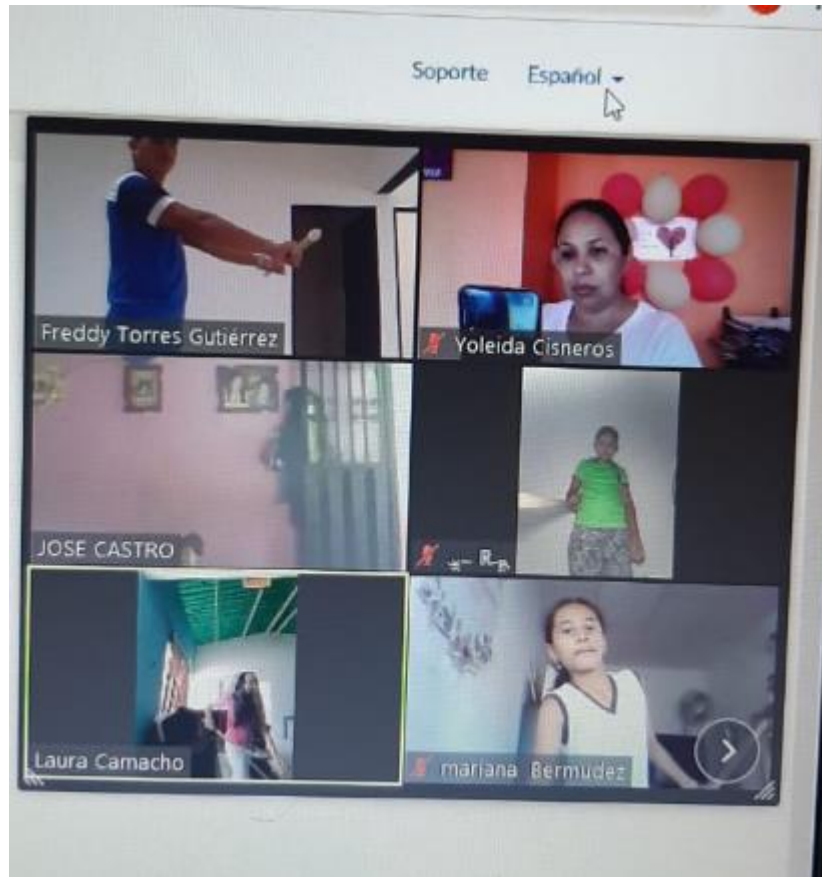 Soporte Español
Freddy Torres Gutiérrez
Yoleida Cisneros
JOSE CASTRO
Laura Camacho
mariana Bermudez